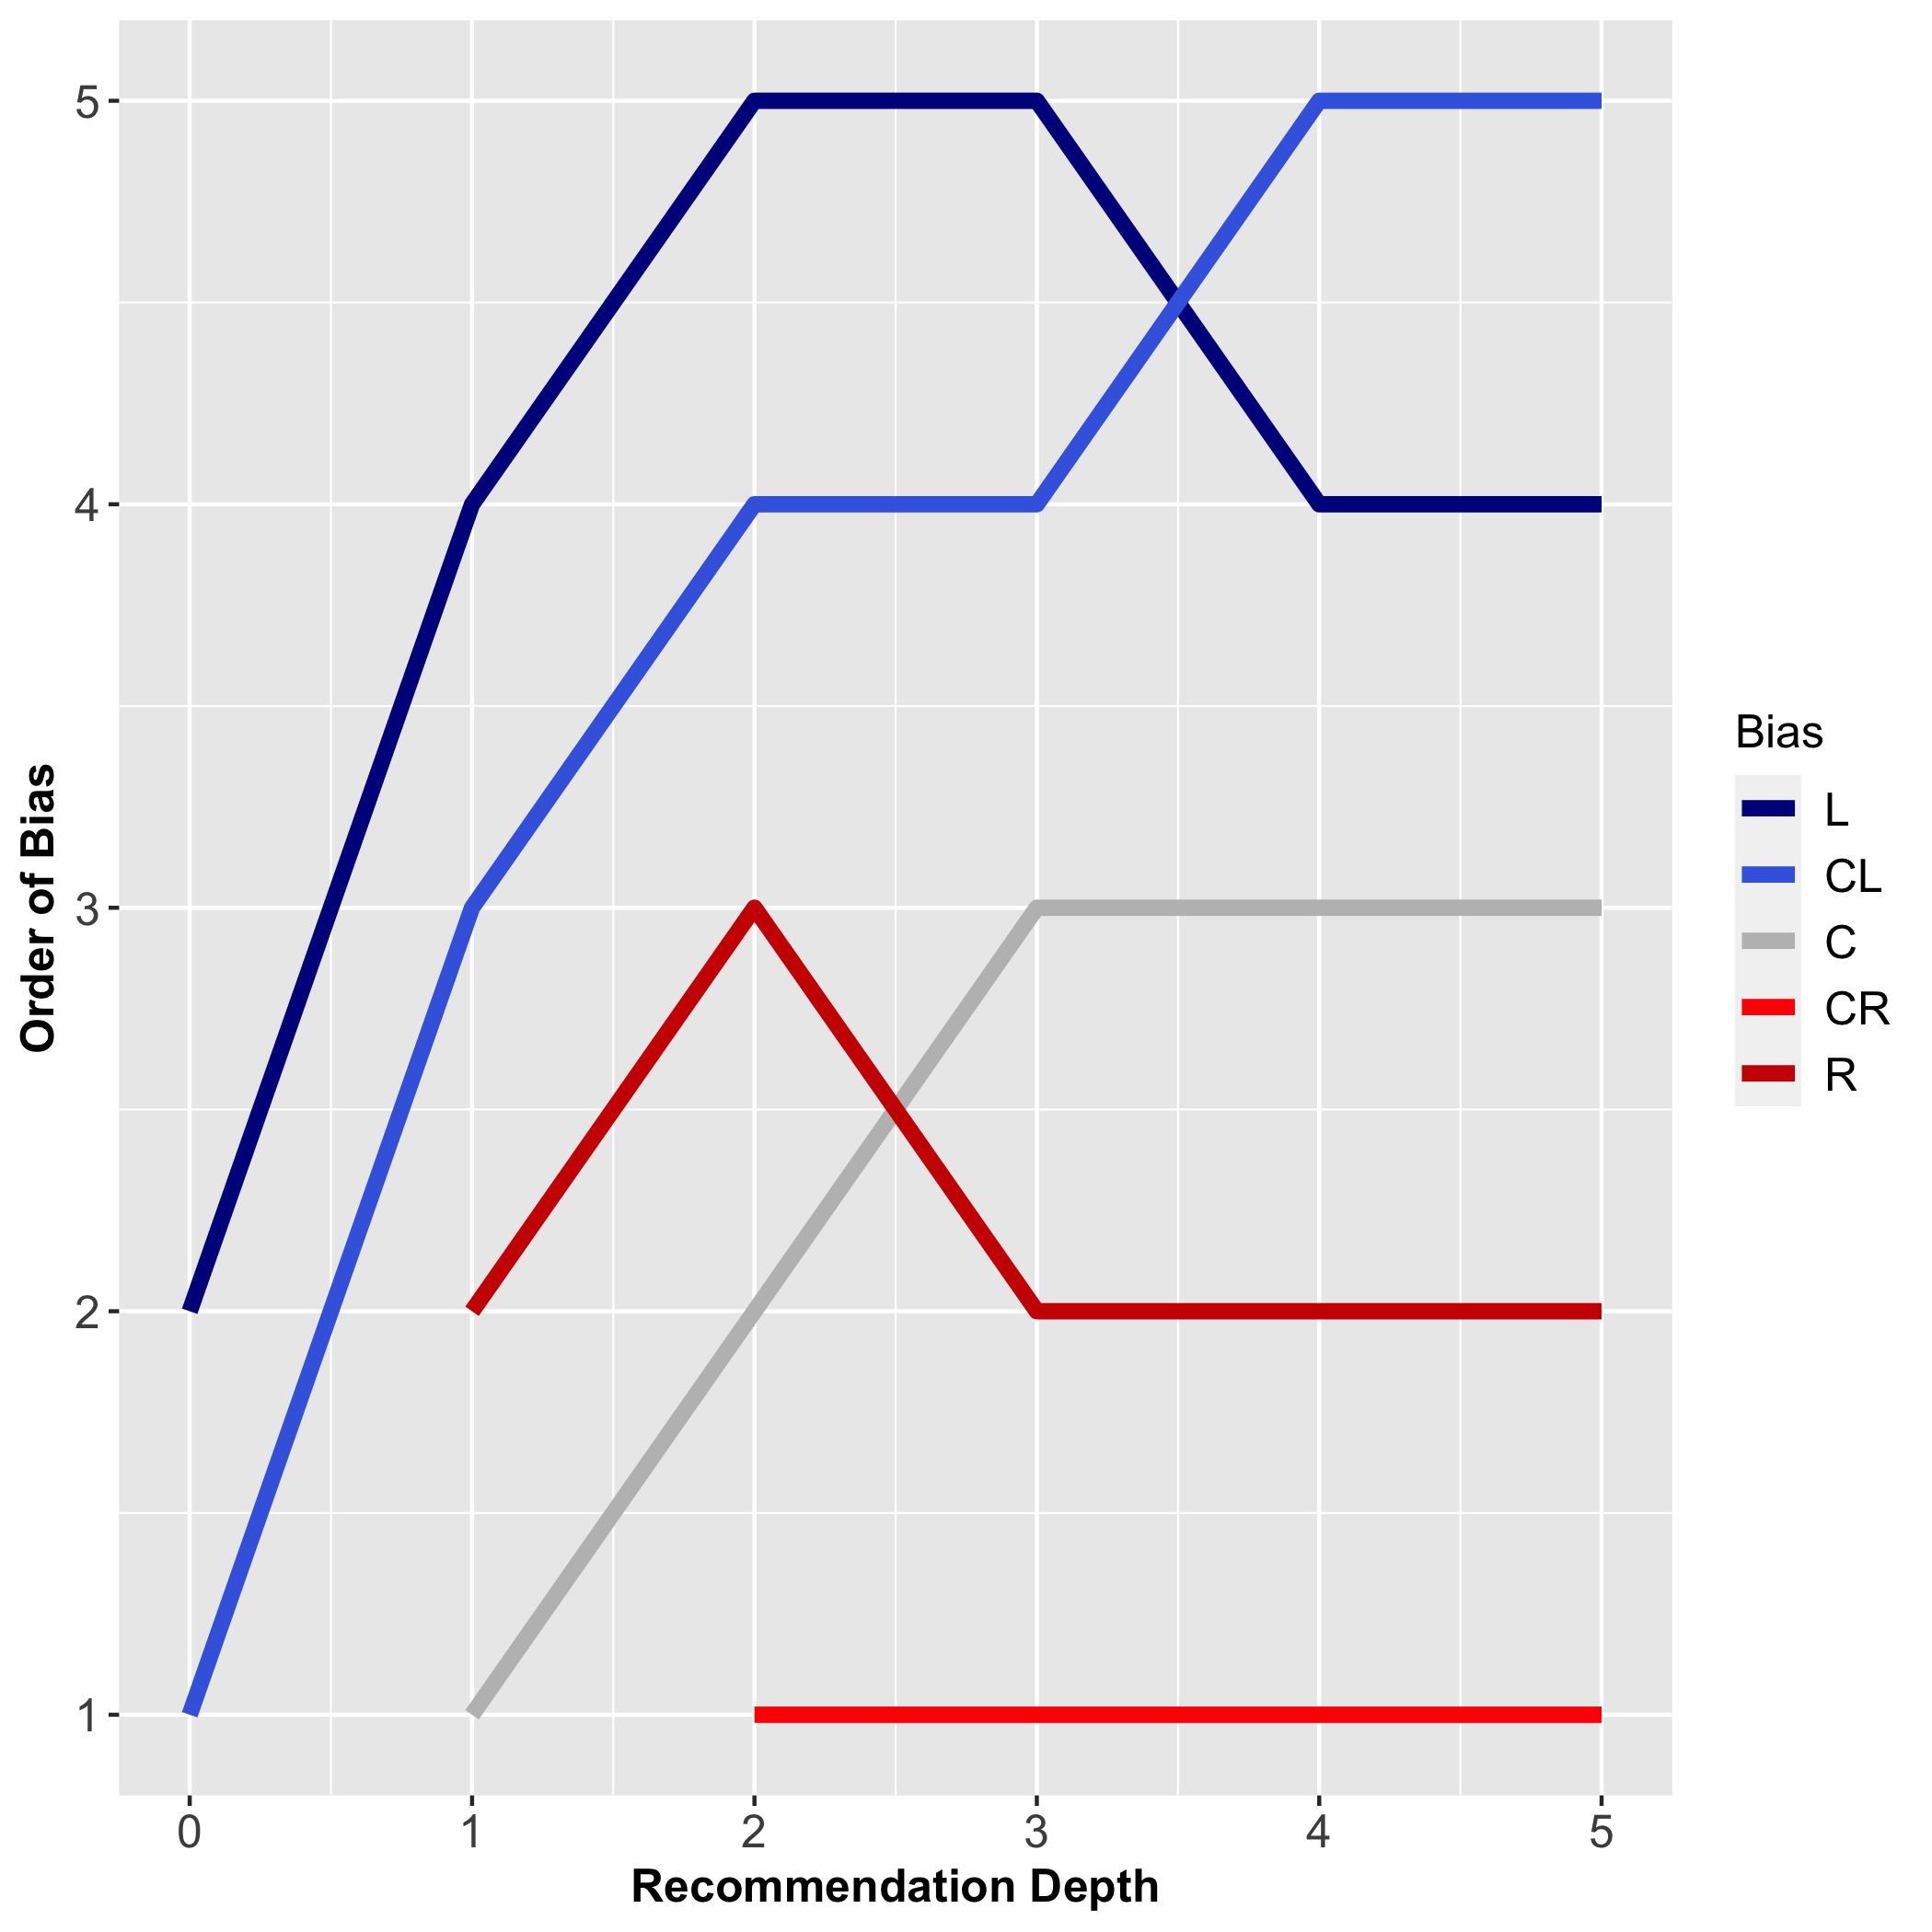 5
4
3
2
1
Order of Bias
0 1 2 3 4 5
Recommendation Depth
Bias
L
CL
C
CR
R